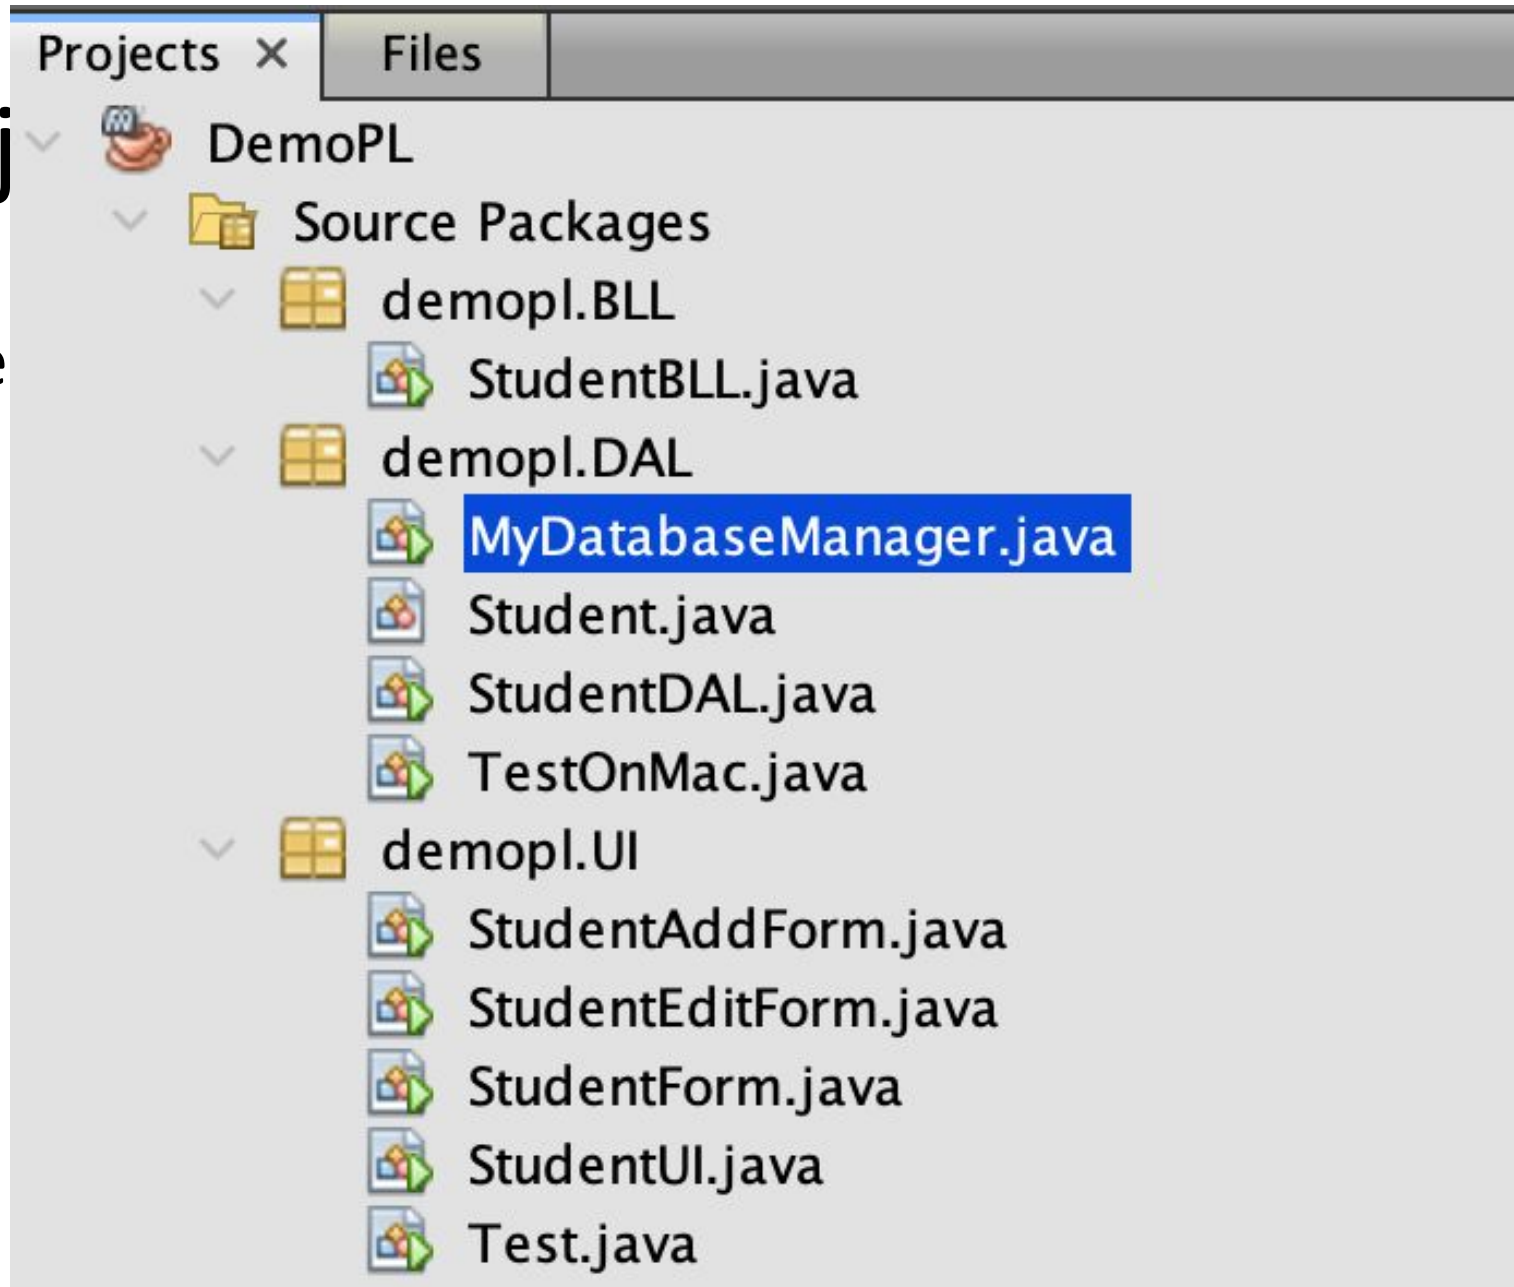 Projects × Files
j
DemoPL
Source Packages
demopl.BLL
e
StudentBLL.java
demopl.DAL
MyDatabaseManager.java
Student.java
StudentDAL.java
TestOnMac.java
demopl.UI
StudentAddForm.java
StudentEditForm.java
StudentForm.java
StudentUI.java
Test.java